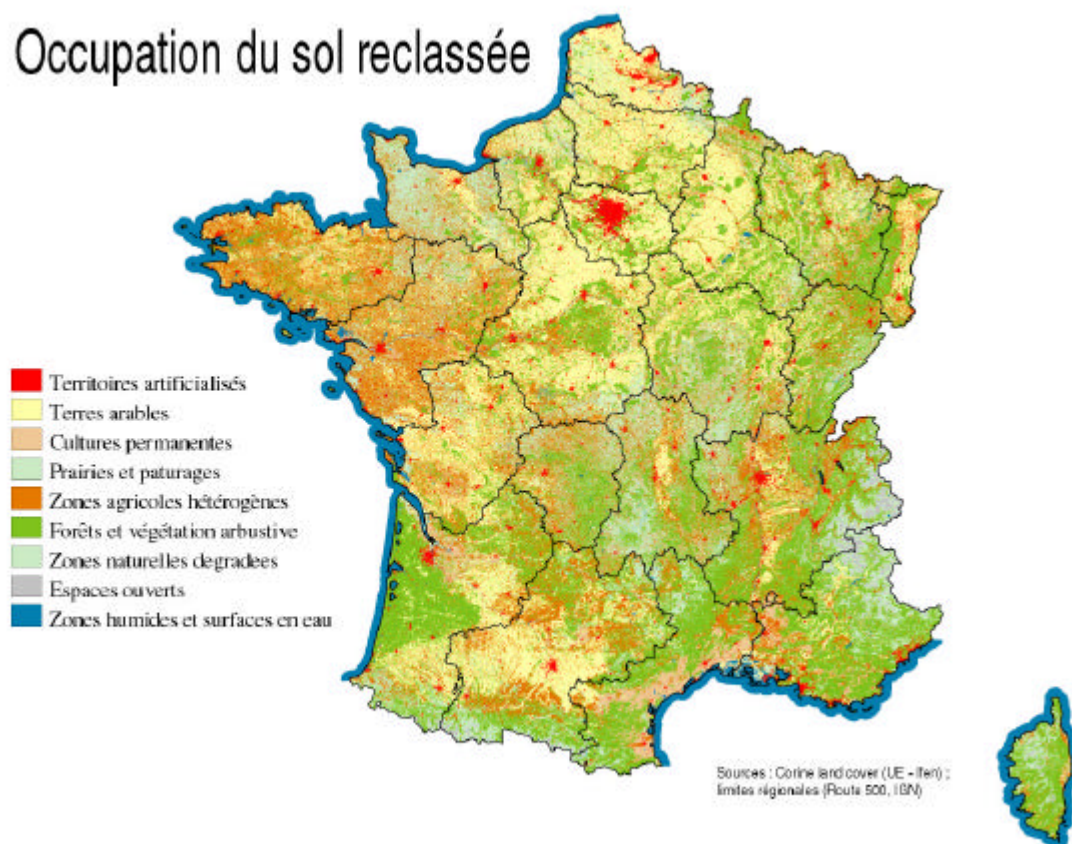 Occupation du sol reclassée
Territoires artificialisés
Terres arables
Cultures permanentes
Prairies et paturages
Zones agricoles hétérogènes
Forêts et végétation arbustive
Zones naturelles degradees
Espaces ouverts
Zones humides et surfaces en eau
Sources : Corine land cover (UE - Ifen) ;
limites régionales (Route 500, IGN)